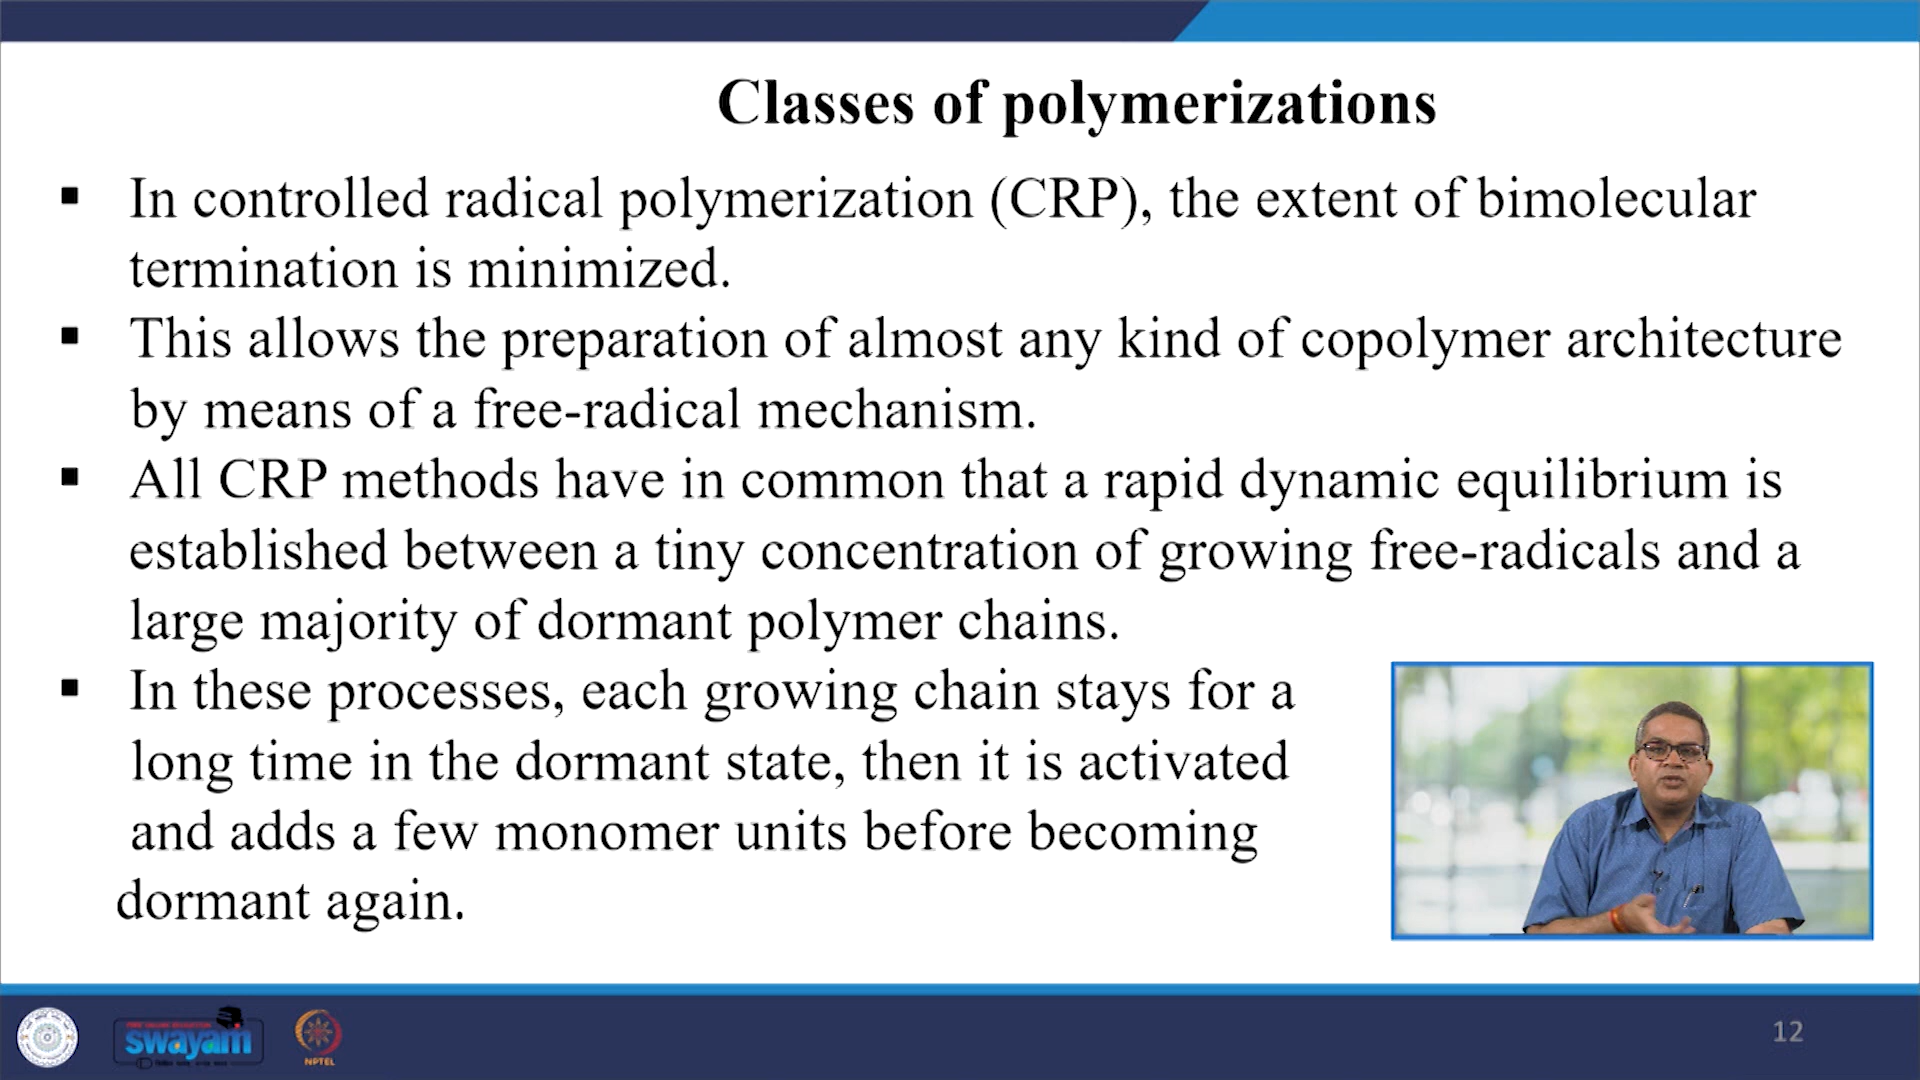 Classes of polymerizations
▪ In controlled radical polymerization (CRP), the extent of bimolecular
termination is minimized.
▪ This allows the preparation of almost any kind of copolymer architecture
by means of a free-radical mechanism.
▪ All CRP methods have in common that a rapid dynamic equilibrium is
established between a tiny concentration of growing free-radicals and a
large majority of dormant polymer chains.
▪ In these processes, each growing chain stays for a
long time in the dormant state, then it is activated
and adds a few monomer units before becoming
dormant again.
swayam
NPTEL
12